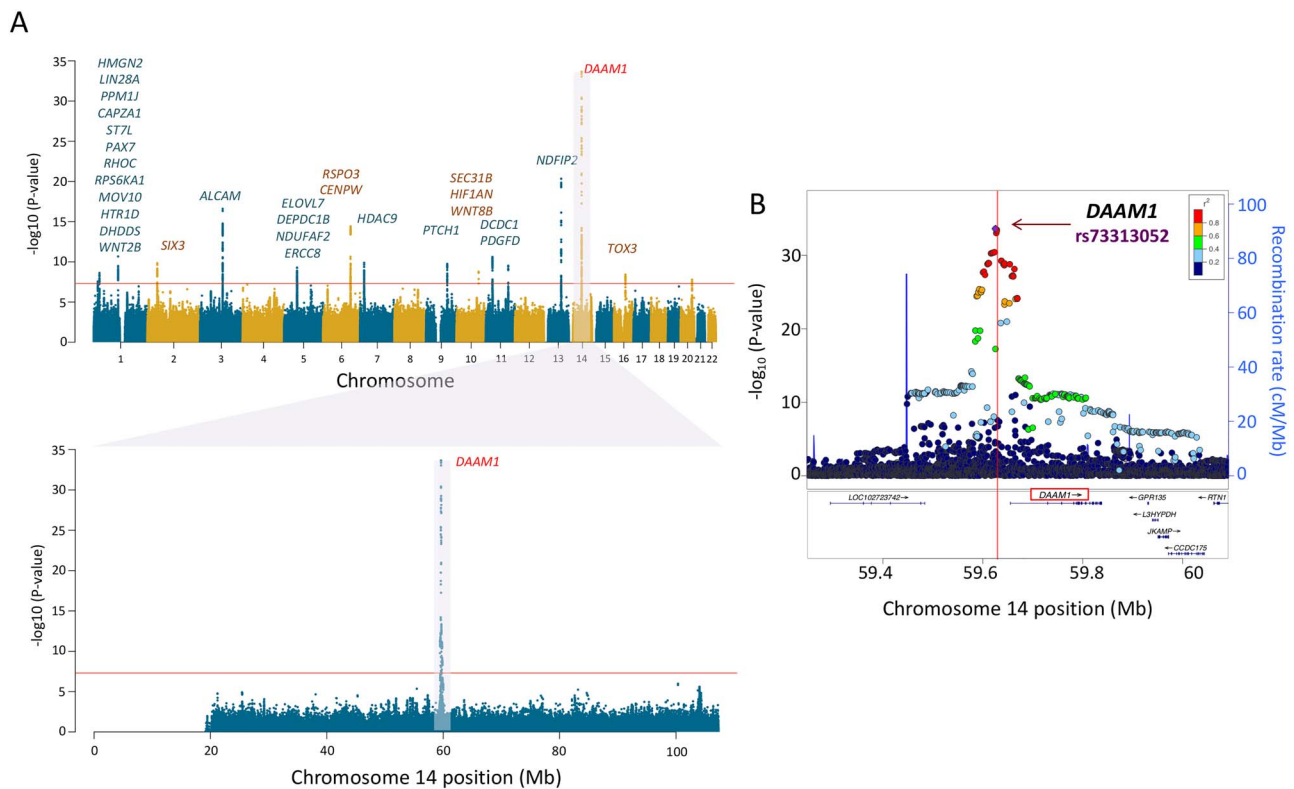 A
35
30
25
20
15
10
5
0
-log10 (P-value)
HMGN2
LIN28A
PPM1J
CAPZA1
ST7L
PAX7
RHOC
RPS6KA1
MOV10
HTR1D
DHDDS
WNT2B
SIX3
ALCAM
ELOVL7
DEPDC1B
NDUFAF2
ERCC8
RSPO3
CENPW
HDAC9
PTCH1
SEC31B
HIF1AN
WNT8B
DCDC1
PDGFD
NDFIP2
DAAM1
TOX3
1 2 3 4 5 6 7 8 9 10 11 12 13 14 15 16 17 18 19 20 21 22
Chromosome
35
30
25
20
15
10
5
0
-log10 (P-value)
DAAM1
0 20 40 60 80 100
Chromosome 14 position (Mb)
B
30
20
10
0
-log10 (P-value)
DAAM1
rs73313052
r2
0.8
0.6
0.4
0.2
100
80
60
40
20
0
Recombination rate (cM/Mb)
LOC102723742→
DAAM1→
←GPR135
←RTN1
←L3HYPDH
JKAMP→
←CCDC175
59.4 59.6 59.8 60
Chromosome 14 position (Mb)